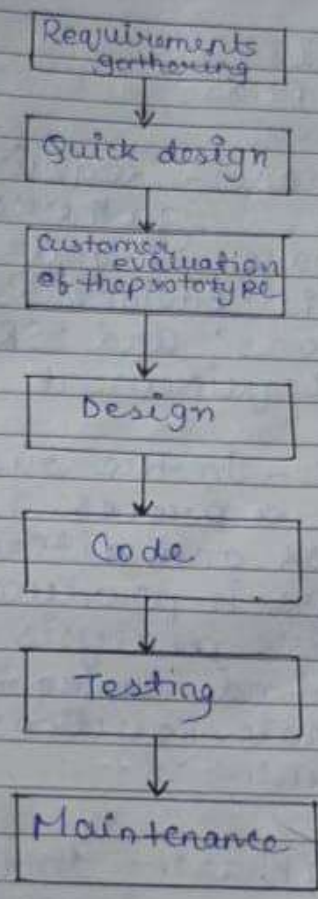 Requirements
gathering
Quick design
Customer
evaluation
of the prototype
Design
Code
Testing
Maintenance